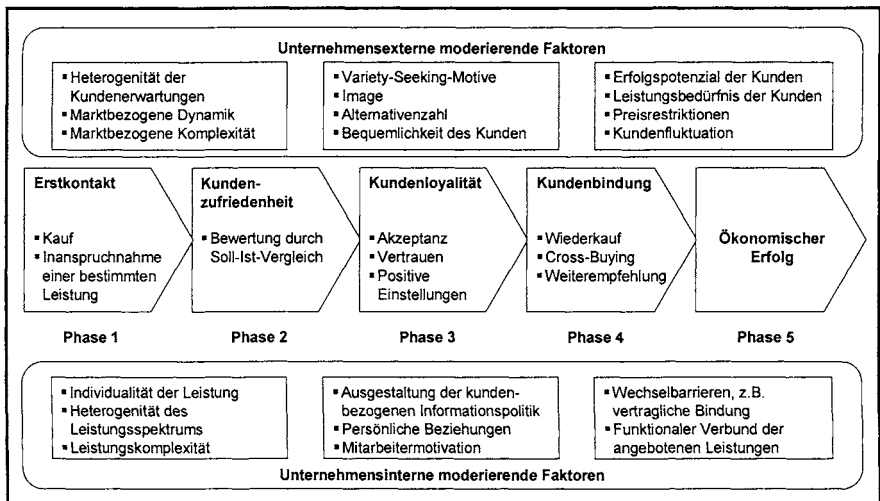 Unternehmensexterne moderierende Faktoren
▪ Heterogenität der
Kundenerwartungen
▪ Marktbezogene Dynamik
▪ Marktbezogene Komplexität
▪ Variety-Seeking-Motive
▪ Image
▪ Alternativenzahl
▪ Bequemlichkeit des Kunden
▪ Erfolgspotenzial der Kunden
▪ Leistungsbedürfnis der Kunden
▪ Preisrestriktionen
▪ Kundenfluktuation
Erstkontakt
▪ Kauf
▪ Inanspruchnahme
einer bestimmten
Leistung
Kunden-
zufriedenheit
▪ Bewertung durch
Soll-Ist-Vergleich
Kundenloyalität
▪ Akzeptanz
▪ Vertrauen
▪ Positive
Einstellungen
Kundenbindung
▪ Wiederkauf
▪ Cross-Buying
▪ Weiterempfehlung
Ökonomischer
Erfolg
Phase 1
Phase 2
Phase 3
Phase 4
Phase 5
▪ Individualität der Leistung
▪ Heterogenität des
Leistungsspektrums
▪ Leistungskomplexität
▪ Ausgestaltung der kunden-
bezogenen Informationspolitik
▪ Persönliche Beziehungen
▪ Mitarbeitermotivation
▪ Wechselbarrieren, z.B.
vertragliche Bindung
▪ Funktionaler Verbund der
angebotenen Leistungen
Unternehmensinterne moderierende Faktoren